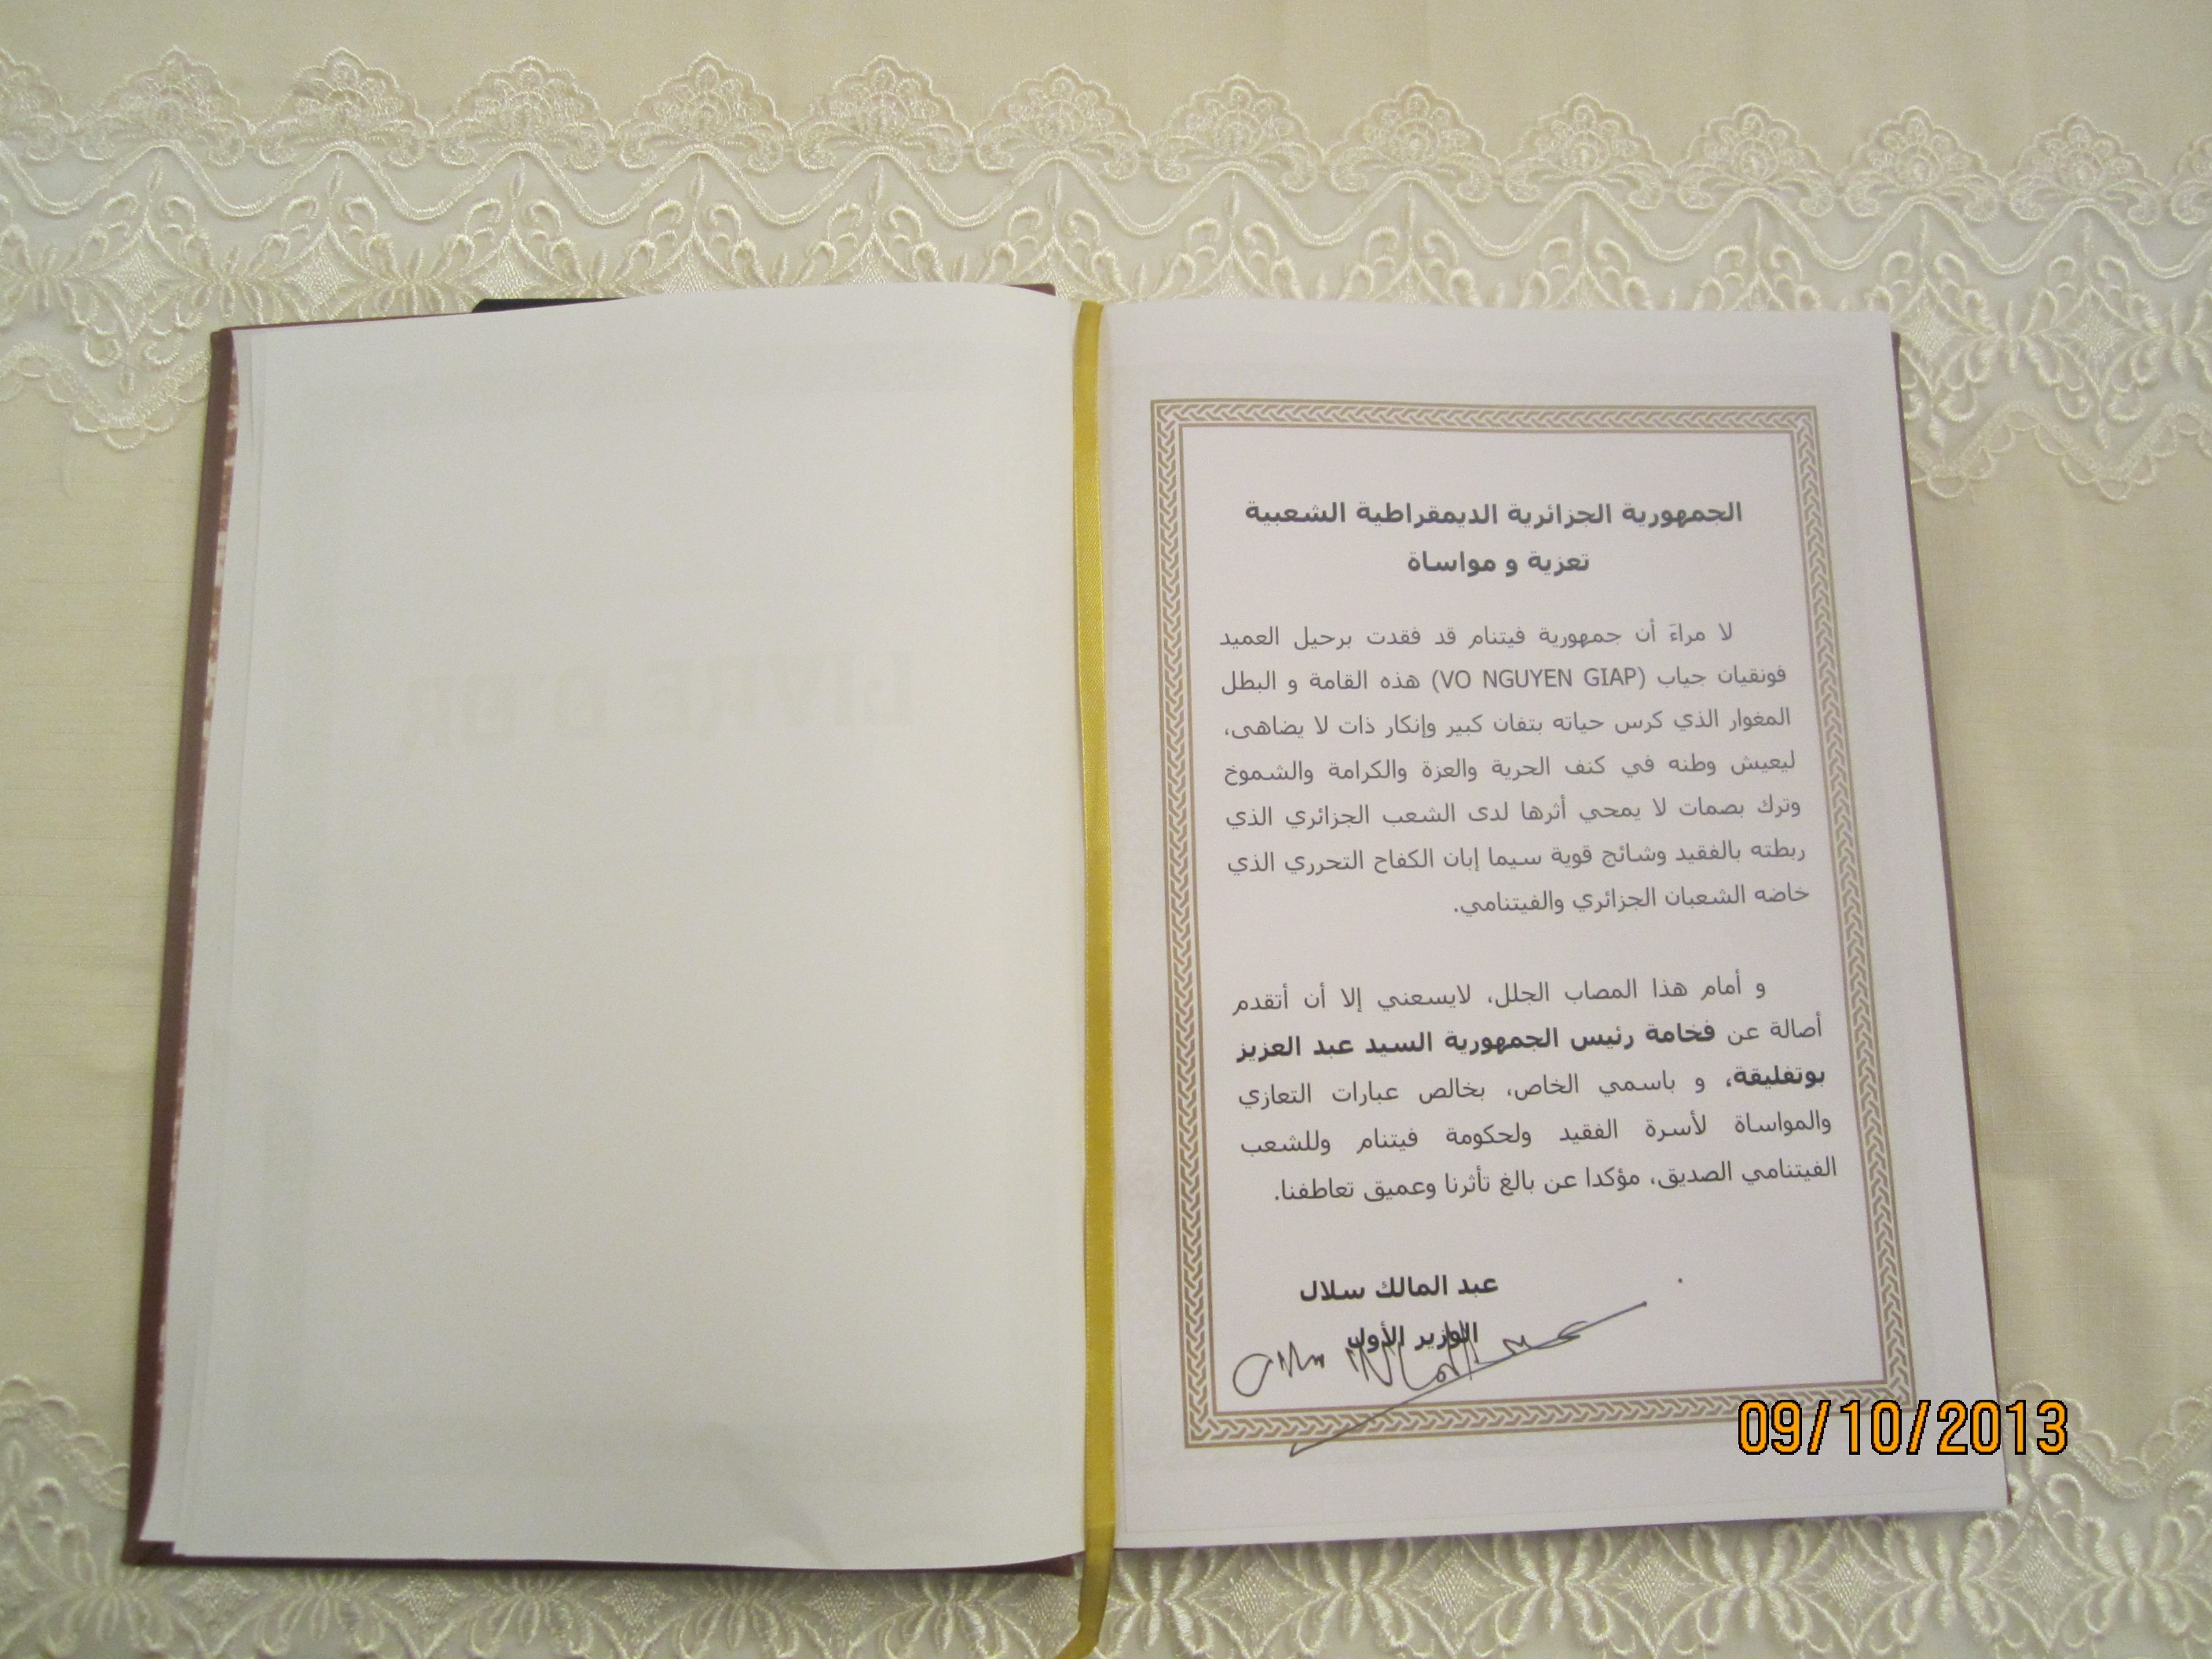 الجمهورية الجزائرية الديمقراطية الشعبية
تعزية و مواساة
لا مراءَ أن جمهورية فيتنام قد فقدت برحيل العميد
فونقيان جياب (VO NGUYEN GIAP) هذه القامة و البطل
المغوار الذي كرس حياته بتفان كبير وإنكار ذات لا يضاهى،
ليعيش وطنه في كنف الحرية والعزة والكرامة والشموخ
وترك بصمات لا يمحي أثرها لدى الشعب الجزائري الذي
ربطته بالفقيد وشائج قوية سيما إبان الكفاح التحرري الذي
خاضه الشعبان الجزائري والفيتنامي.
و أمام هذا المصاب الجلل، لايسعني إلا أن أتقدم
أصالة عن فخامة رئيس الجمهورية السيد عبد العزيز
بوتفليقة، و باسمي الخاص، بخالص عبارات التعازي
والمواساة لأسرة الفقيد ولحكومة فيتنام وللشعب
الفيتنامي الصديق، مؤكدا عن بالغ تأثرنا وعميق تعاطفنا.
عبد المالك سلال
الوزير الأول
عبد المالك سلال
09/10/2013